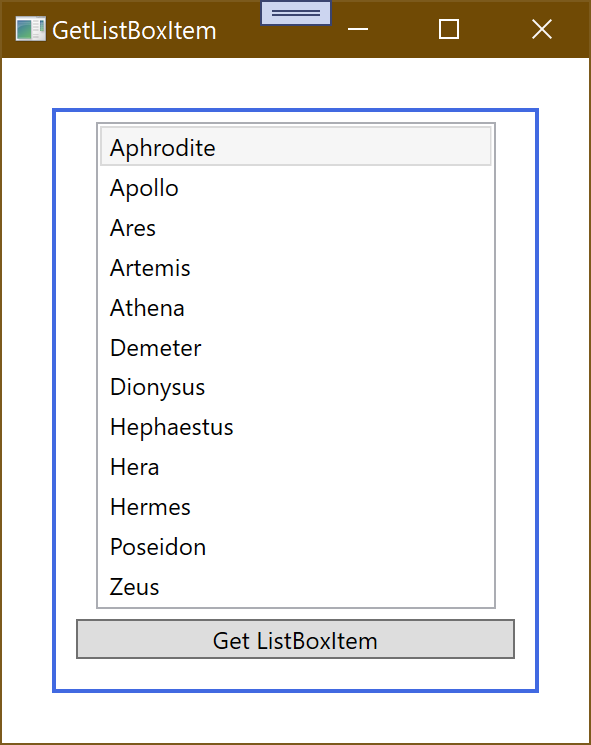 GetListBoxItem
Aphrodite
Apollo
Ares
Artemis
Athena
Demeter
Dionysus
Hephaestus
Hera
Hermes
Poseidon
Zeus
Get ListBoxItem